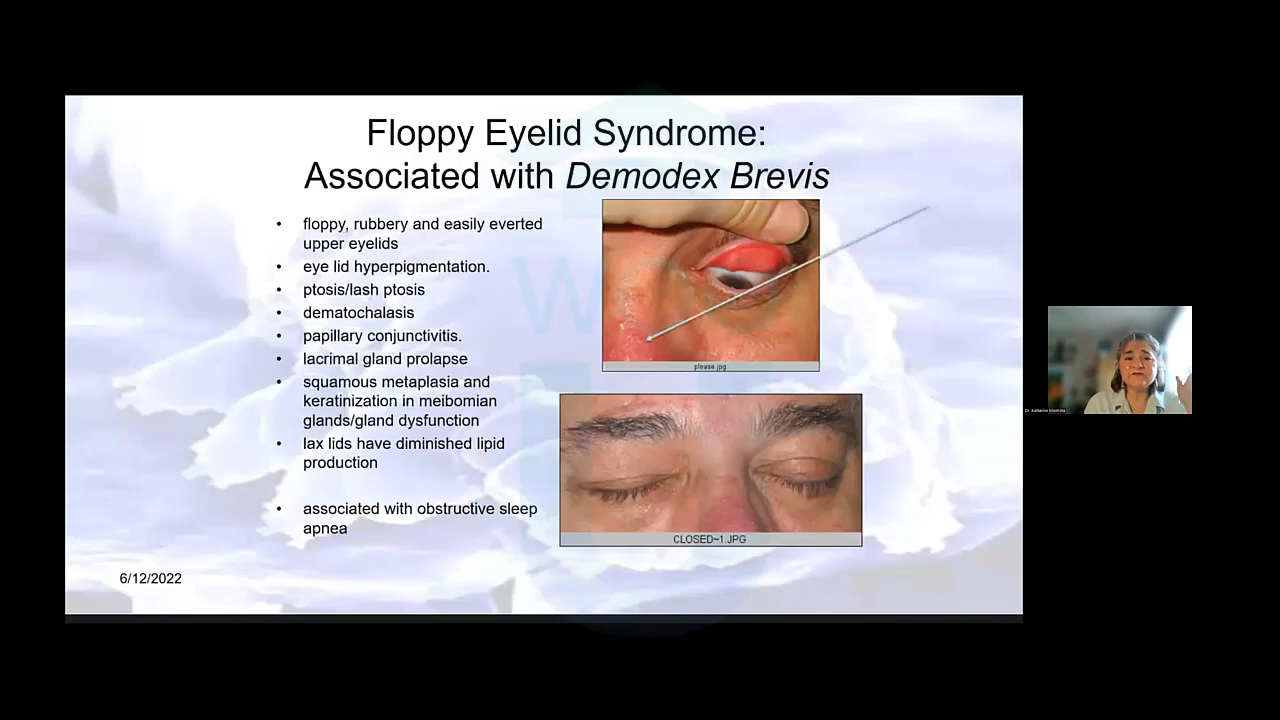 Floppy Eyelid Syndrome:
Associated with Demodex Brevis
• floppy, rubbery and easily everted
upper eyelids
• eye lid hyperpigmentation.
• ptosis/lash ptosis
• dematochalasis
• papillary conjunctivitis.
• lacrimal gland prolapse
• squamous metaplasia and
keratinization in meibomian
glands/gland dysfunction
• lax lids have diminished lipid
production
• associated with obstructive sleep
apnea
please.jpg
CLOSED~1.JPG
6/12/2022
Dr. Katherine